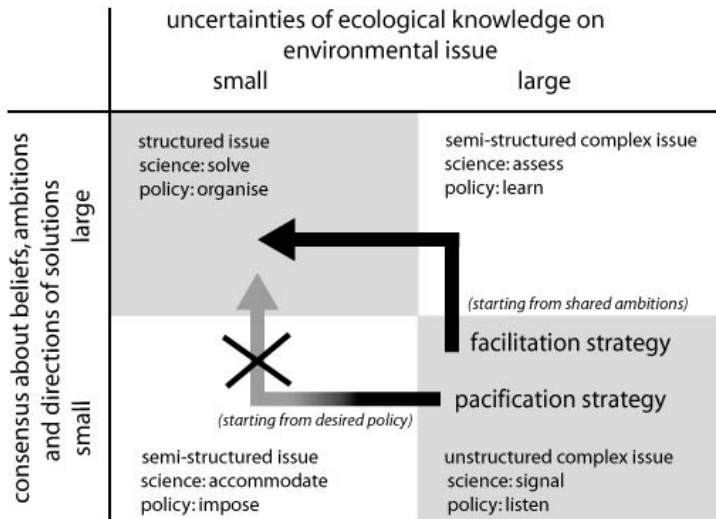 uncertainties of ecological knowledge on
environmental issue
small
large
consensus about beliefs, ambitions
and directions of solutions
large
small
structured issue
science: solve
policy: organise
semi-structured complex issue
science: assess
policy: learn
(starting from shared ambitions)
facilitation strategy
pacification strategy
(starting from desired policy)
semi-structured issue
science: accommodate
policy: impose
unstructured complex issue
science: signal
policy: listen